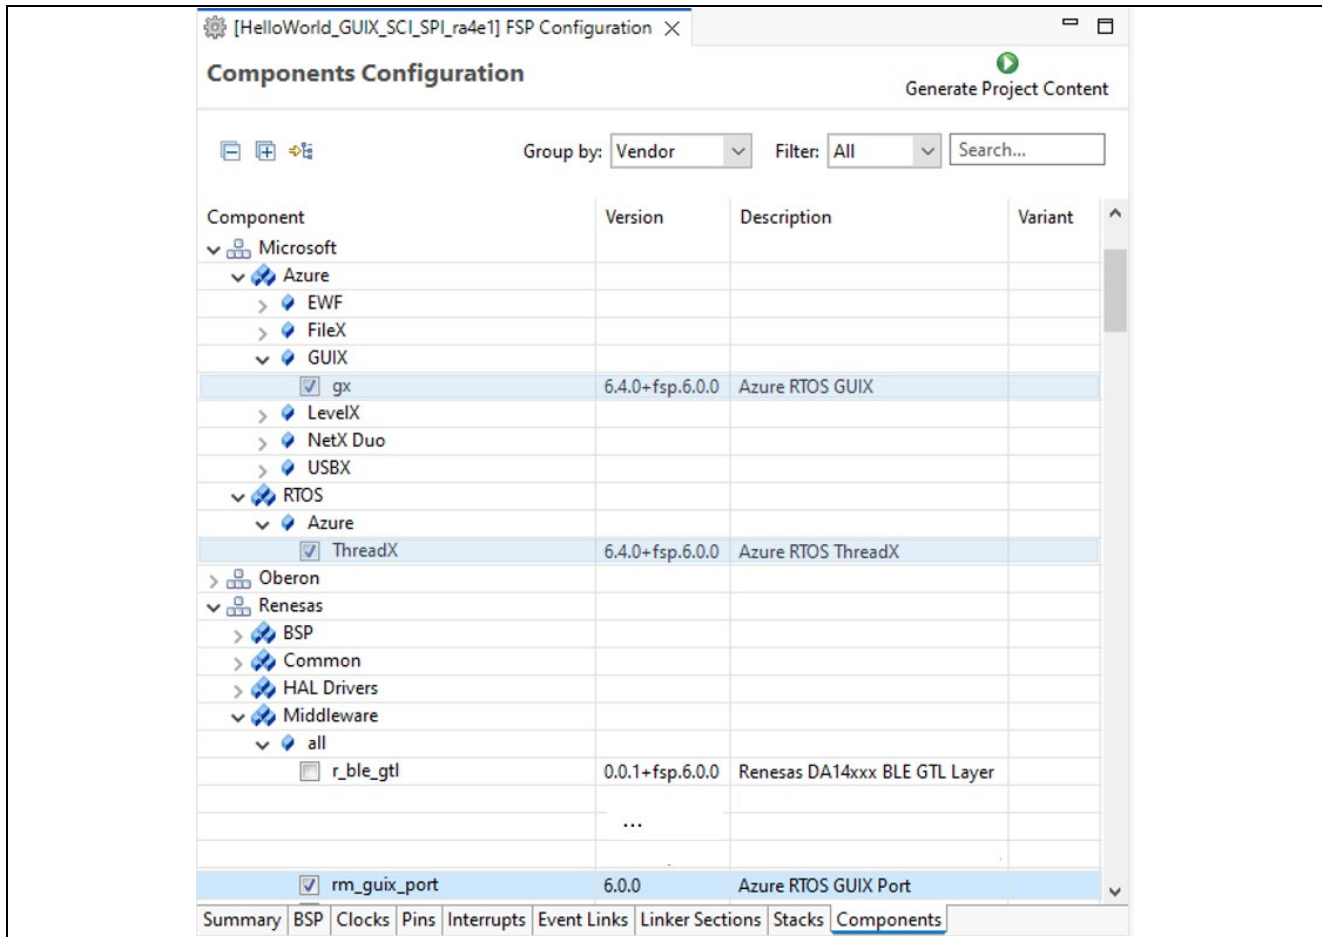 [HelloWorld_GUIX_SCI_SPI_ra4e1] FSP Configuration
Components Configuration
Generate Project Content
Group by: Vendor Filter: All Search...
Component Version Description Variant
Microsoft
Azure
EWF
FileX
GUIX
gx 6.4.0+fsp.6.0.0 Azure RTOS GUIX
LevelX
NetX Duo
USBX
RTOS
Azure
ThreadX 6.4.0+fsp.6.0.0 Azure RTOS ThreadX
Oberon
Renesas
BSP
Common
HAL Drivers
Middleware
all
r_ble_gtl 0.0.1+fsp.6.0.0 Renesas DA14xxx BLE GTL Layer
...
rm_guix_port 6.0.0 Azure RTOS GUIX Port
Summary BSP Clocks Pins Interrupts Event Links Linker Sections Stacks Components